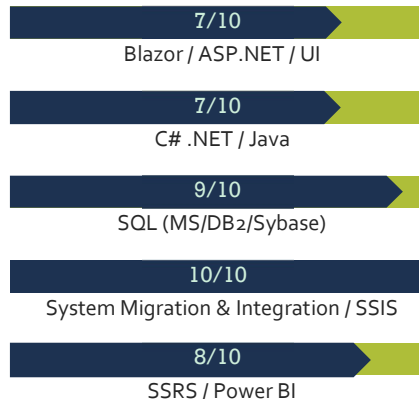 7/10
Blazor / ASP.NET / UI
7/10
C# .NET / Java
9/10
SQL (MS/DB2/Sybase)
10/10
System Migration & Integration / SSIS
8/10
SSRS / Power BI